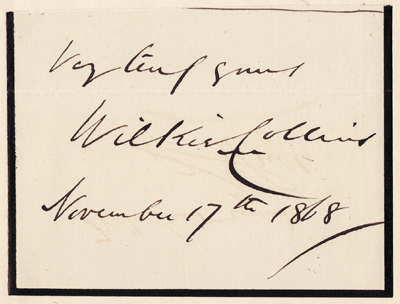 Very truly yours
Wilkie Collins
November 17th 1868